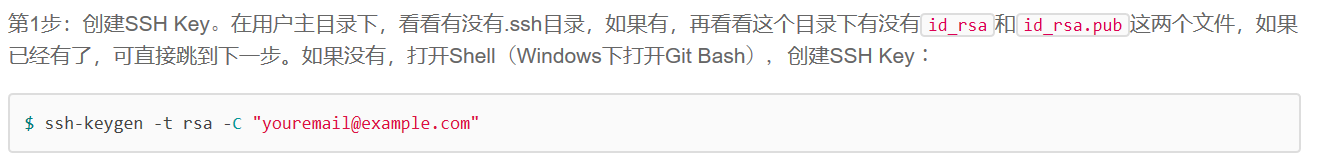 第1步：创建SSH Key。在用户主目录下，看看有没有.ssh目录，如果有，再看看这个目录下有没有id_rsa和id_rsa.pub这两个文件，如果
已经有了，可直接跳到下一步。如果没有，打开Shell（Windows下打开Git Bash），创建SSH Key：
$ ssh-keygen -t rsa -C "youremail@example.com"